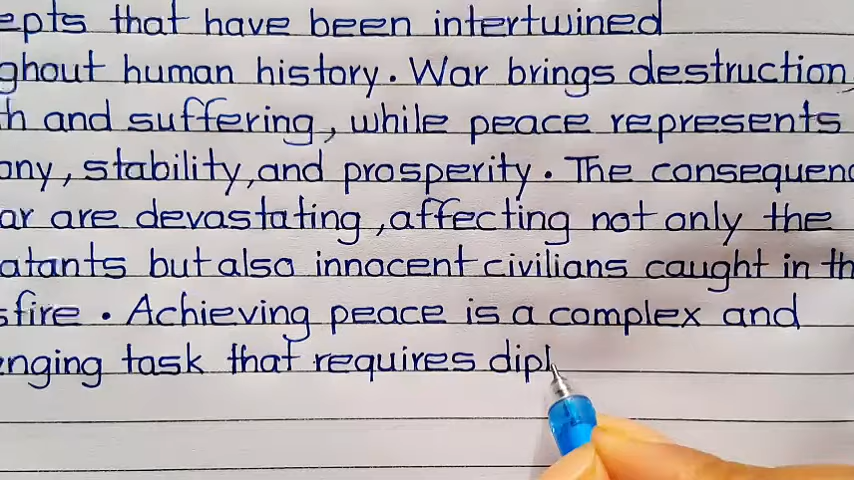 epts that have been intertwined
ghout human history. War brings destruction,
h and suffering, while peace represents
ony, stability, and prosperity. The consequenc
ar are devastating, affecting not only the
atants but also innocent civilians caught in th
sfire. Achieving peace is a complex and
enging task that requires dipl